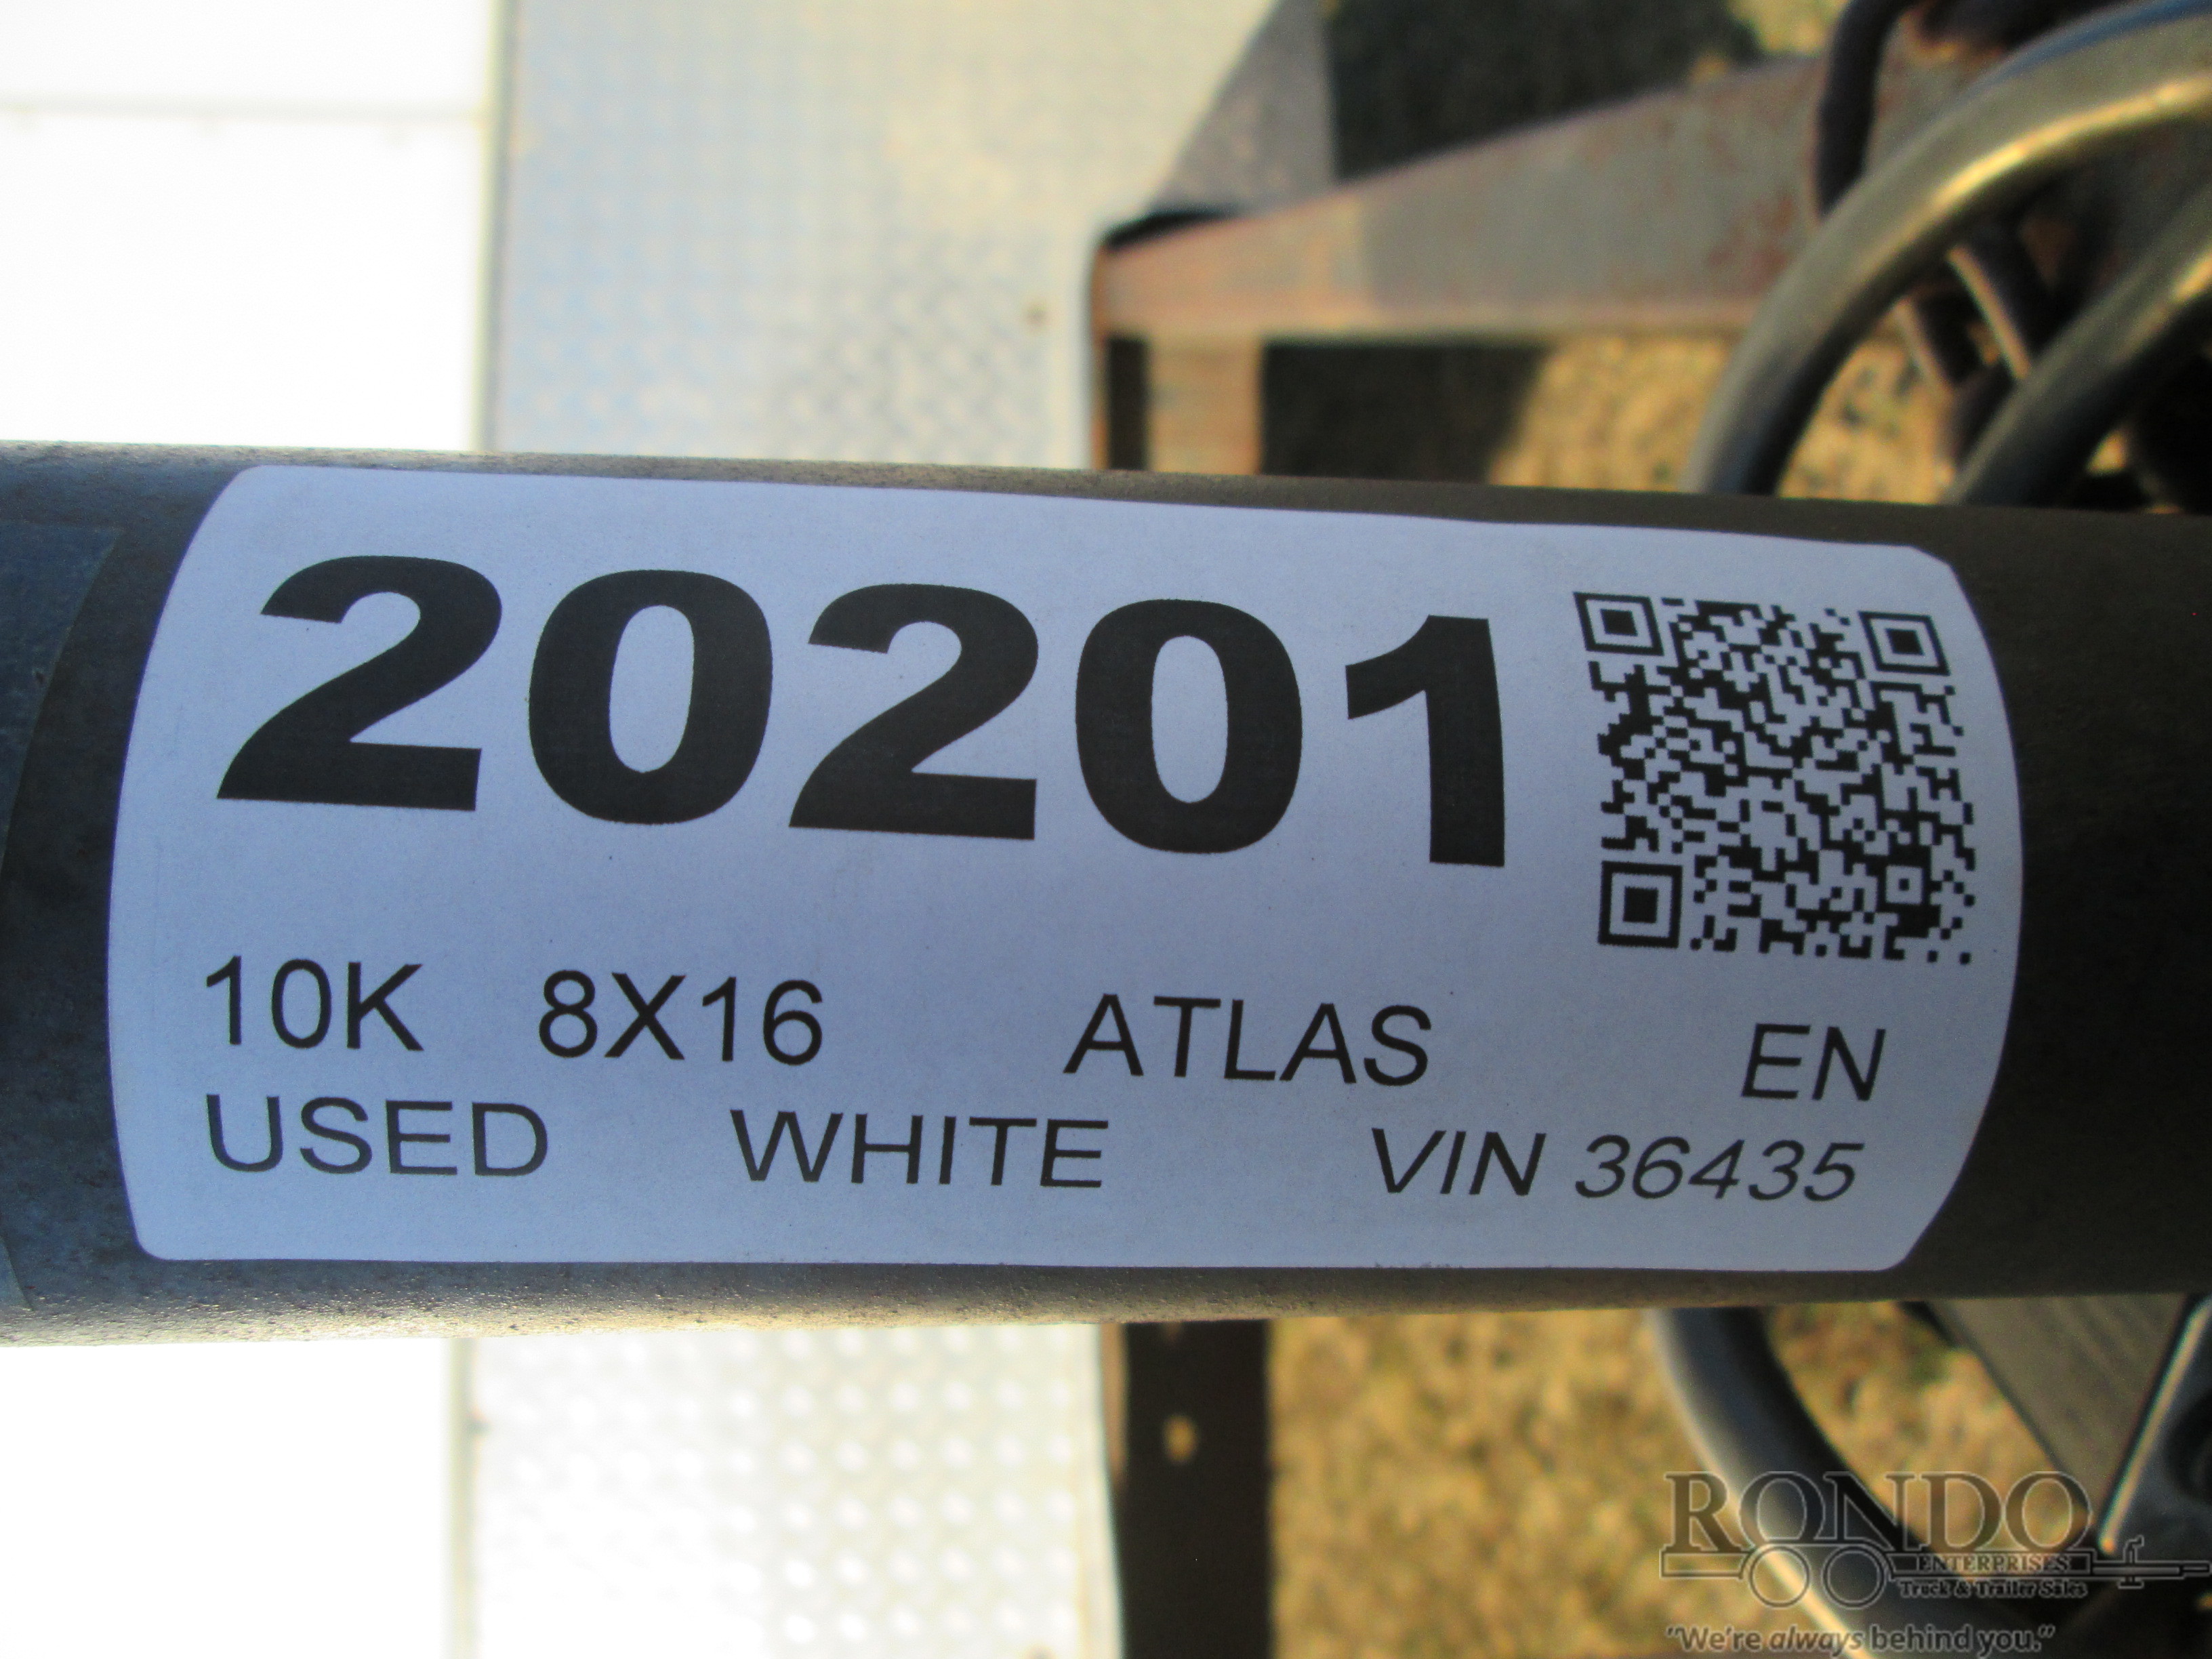 20201
10K 8X16 ATLAS EN
USED WHITE VIN 36435
RONDO
ENTERPRISES
Truck & Trailer Sales
"We're always behind you."